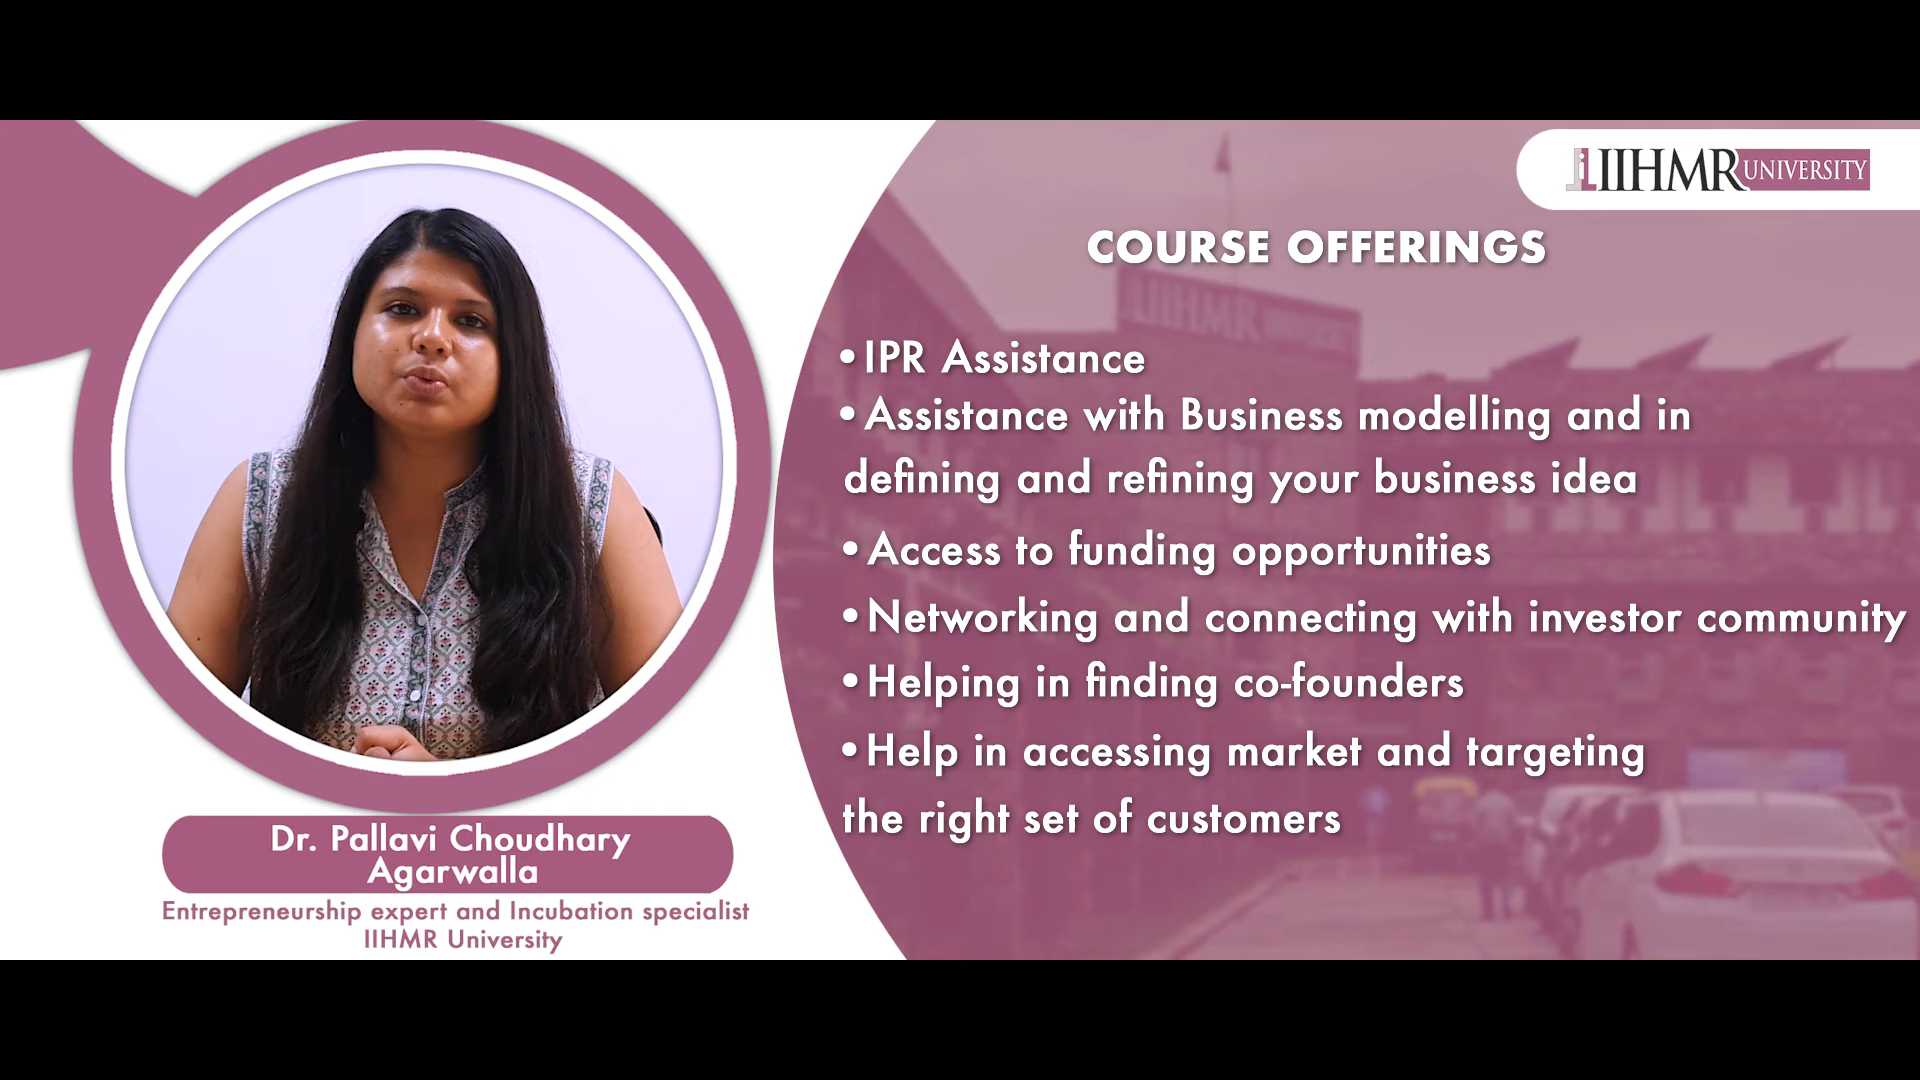 IIHMR UNIVERSITY
COURSE OFFERINGS
IIHMR
•IPR Assistance
•Assistance with Business modelling and in
defining and refining your business idea
•Access to funding opportunities
•Networking and connecting with investor community
•Helping in finding co-founders
•Help in accessing market and targeting
the right set of customers
Dr. Pallavi Choudhary
Agarwalla
Entrepreneurship expert and Incubation specialist
IIHMR University